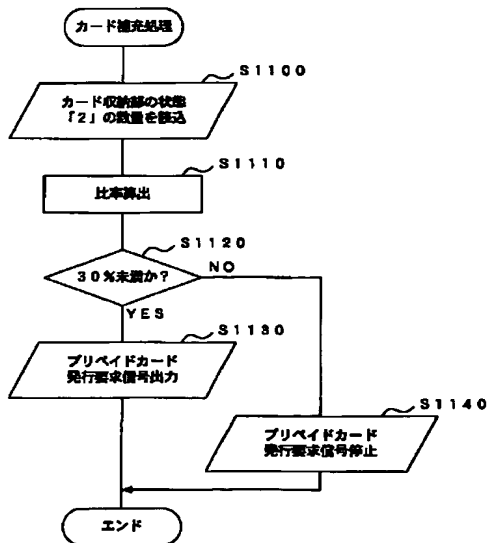 カード補充処理
S1100
カード収納部の状態
「2」の数量を読込
S1110
比率算出
S1120
30%未満か?
NO
YES
S1130
プリペイドカード
発行要求信号出力
S1140
プリペイドカード
発行要求信号停止
エンド